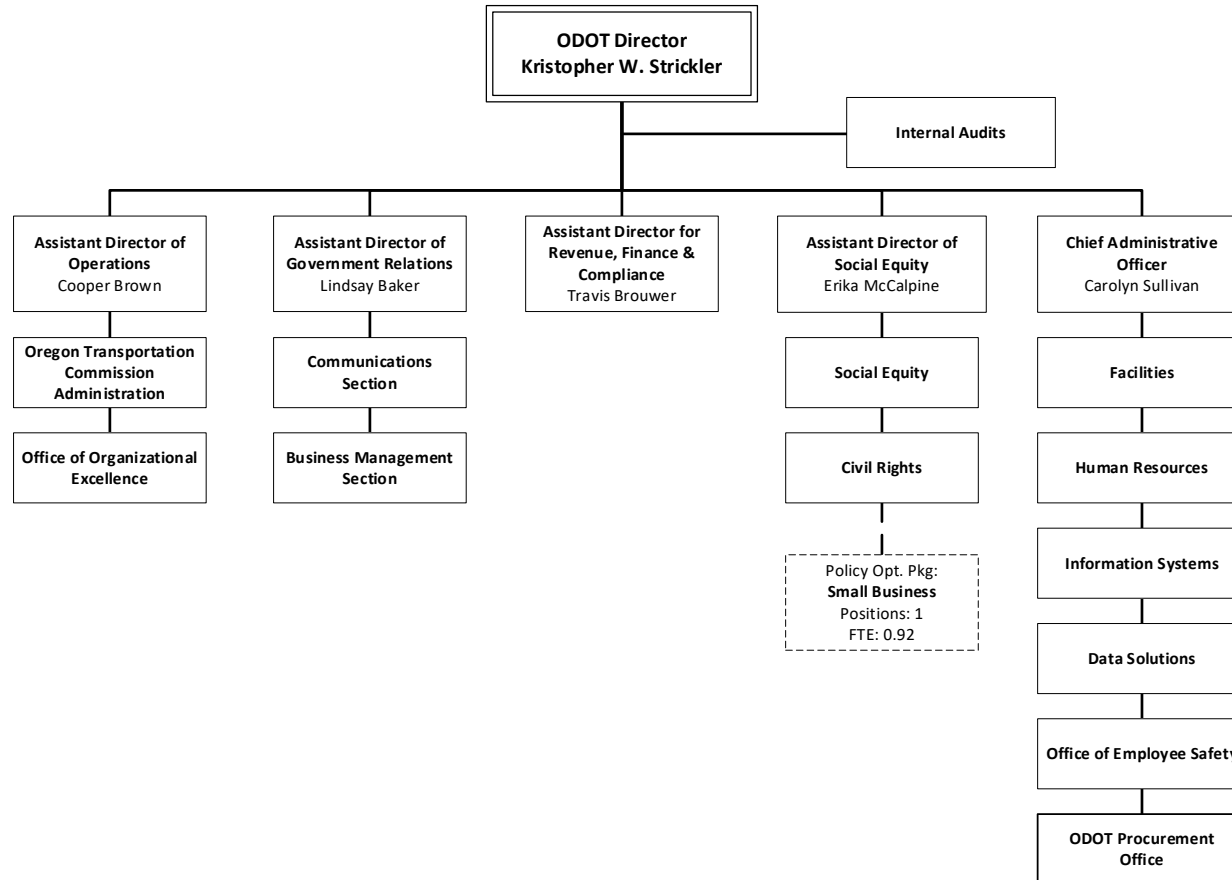 ODOT Director
Kristopher W. Strickler
Internal Audits
Assistant Director of
Operations
Cooper Brown
Assistant Director of
Government Relations
Lindsay Baker
Assistant Director for
Revenue, Finance &
Compliance
Travis Brouwer
Assistant Director of
Social Equity
Erika McCalpine
Chief Administrative
Officer
Carolyn Sullivan
Oregon Transportation
Commission
Administration
Communications
Section
Social Equity
Facilities
Office of Organizational
Excellence
Business Management
Section
Civil Rights
Human Resources
Policy Opt. Pkg:
Small Business
Positions: 1
FTE: 0.92
Information Systems
Data Solutions
Office of Employee Safety
ODOT Procurement
Office